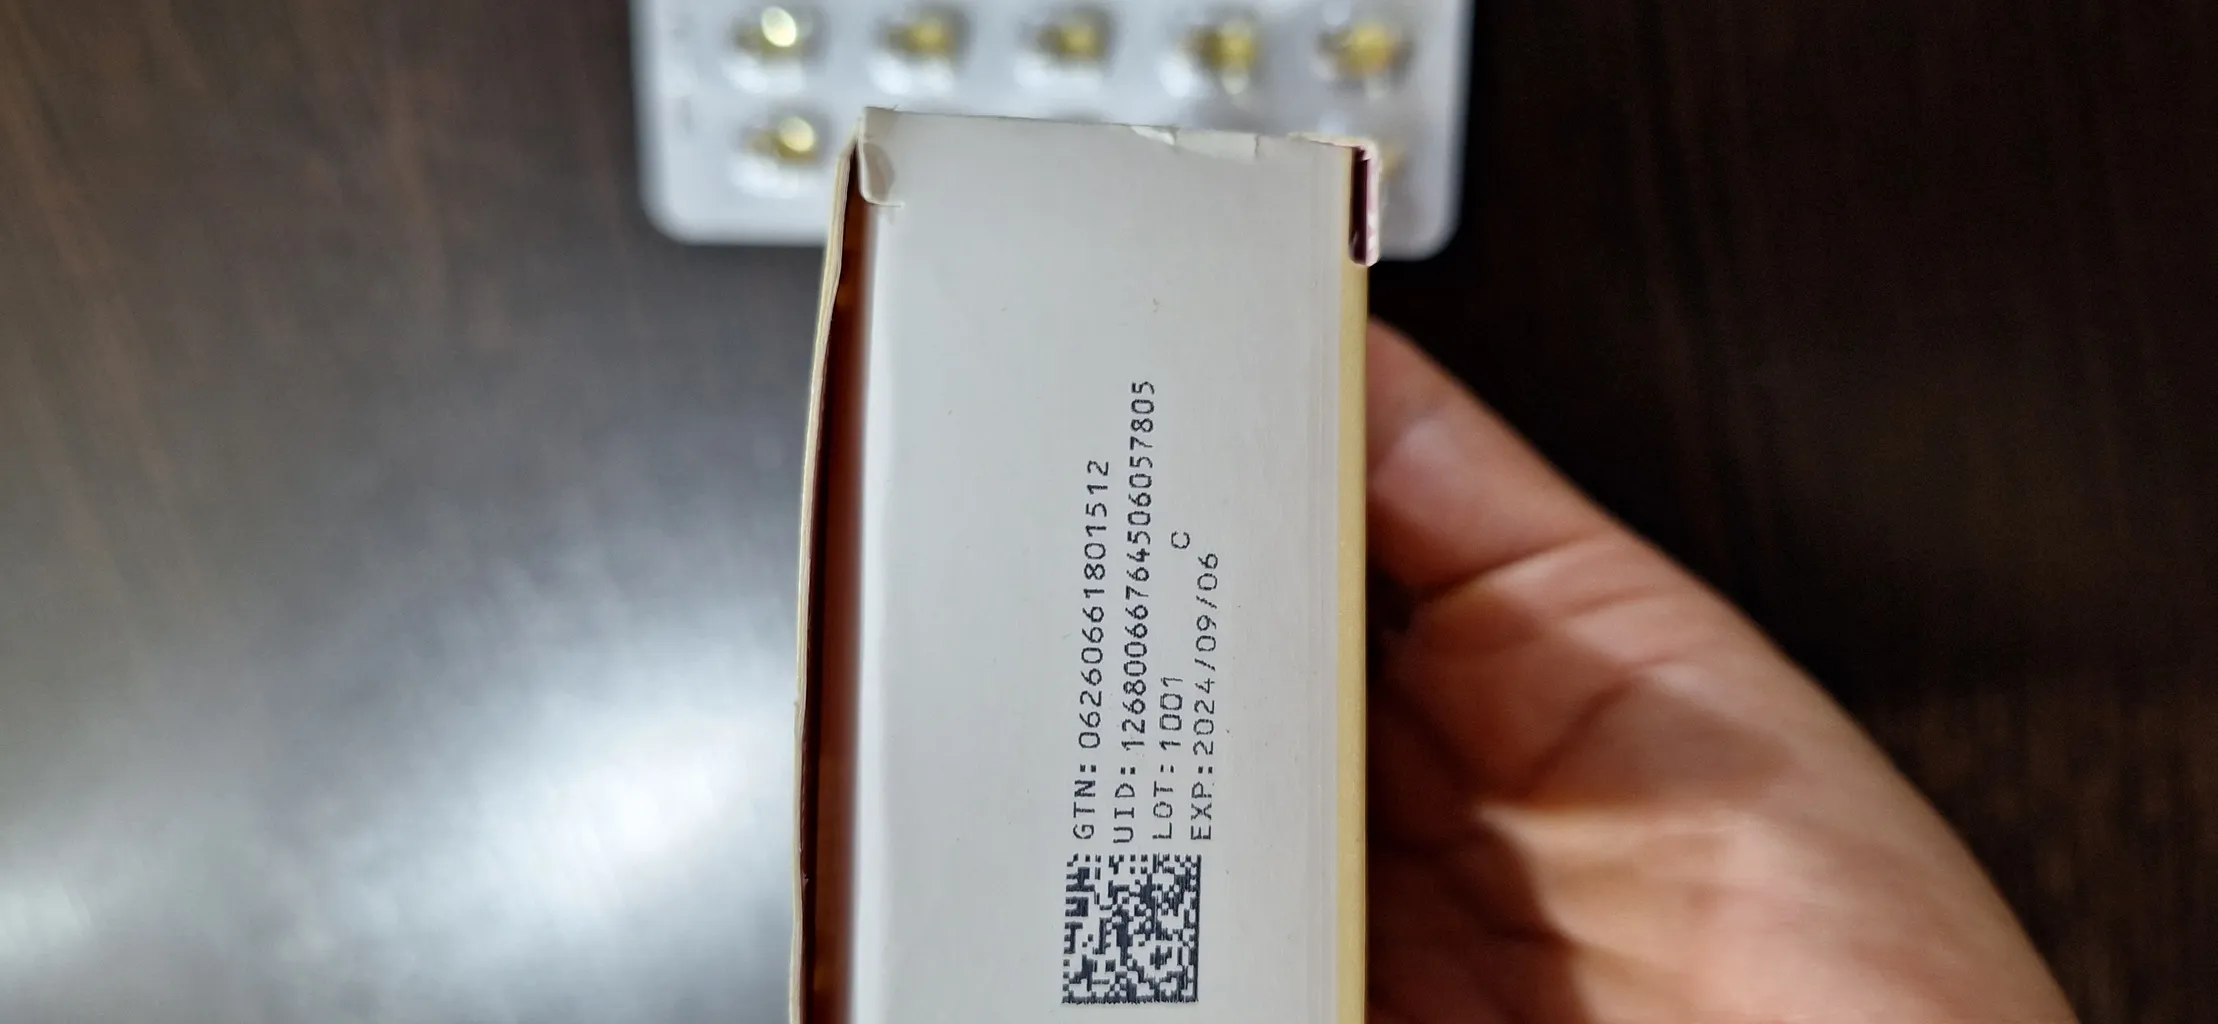 GTN: 06260661801512
UID: 12680066764506057805
LOT: 1001 C
EXP: 2024/09/06